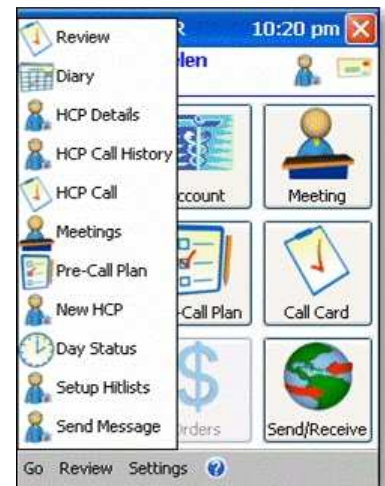 10:20 pm
Review
Diary
HCP Details
HCP Call History
HCP Call
Meetings
Pre-Call Plan
New HCP
Day Status
Setup Hitlists
Send Message
elen
ccount
Meeting
-Call Plan
Call Card
rders
Send/Receive
Go Review Settings